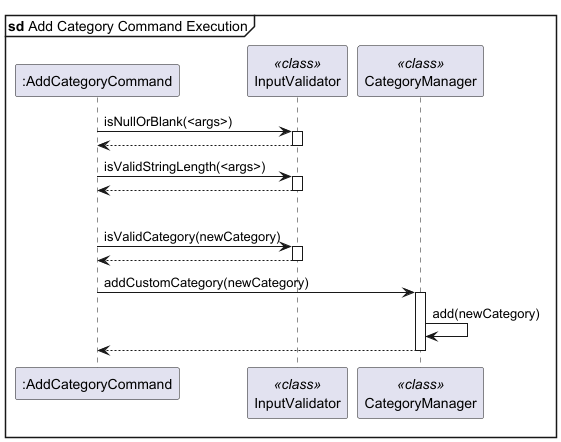 sd Add Category Command Execution
:AddCategoryCommand
«class»
InputValidator
«class»
CategoryManager
isNullOrBlank(<args>)
isValidStringLength(<args>)
isValidCategory(newCategory)
addCustomCategory(newCategory)
add(newCategory)
:AddCategoryCommand
«class»
InputValidator
«class»
CategoryManager